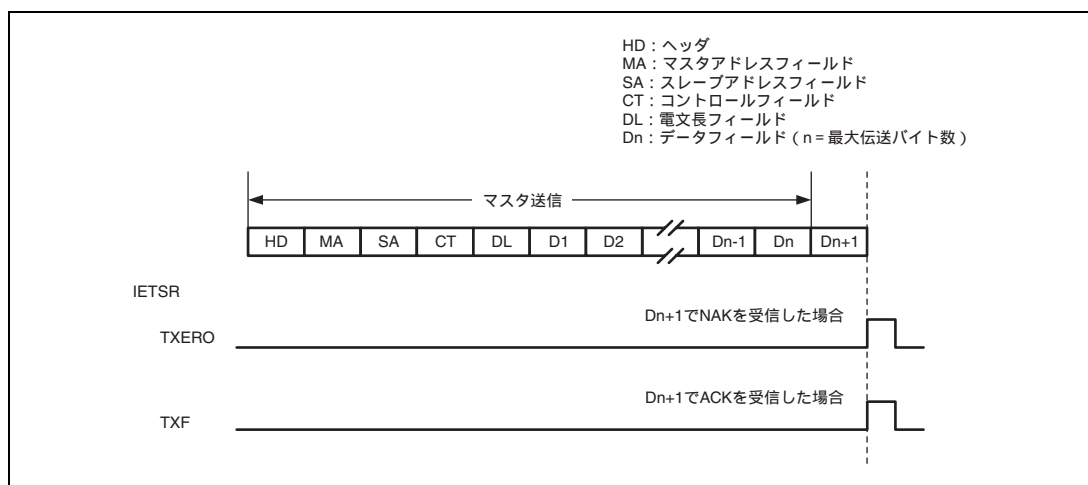 HD：ヘッダ
MA：マスタアドレスフィールド
SA：スレーブアドレスフィールド
CT：コントロールフィールド
DL：電文長フィールド
Dn：データフィールド（n＝最大伝送バイト数）
マスタ送信
HD MA SA CT DL D1 D2 Dn-1 Dn Dn+1
IETSR
Dn+1でNAKを受信した場合
TXERO
Dn+1でACKを受信した場合
TXF